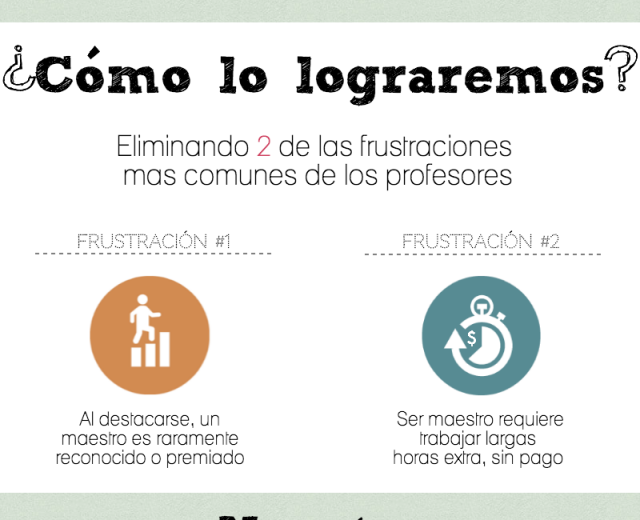 ¿Cómo lo lograremos?
Eliminando 2 de las frustraciones
mas comunes de los profesores
FRUSTRACIÓN #1
Al destacarse, un
maestro es raramente
reconocido o premiado
FRUSTRACIÓN #2
$
Ser maestro requiere
trabajar largas
horas extra, sin pago